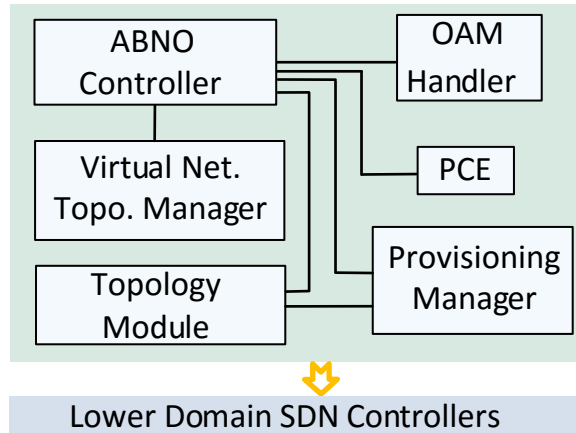 ABNO
Controller
OAM
Handler
Virtual Net.
Topo. Manager
PCE
Topology
Module
Provisioning
Manager
Lower Domain SDN Controllers